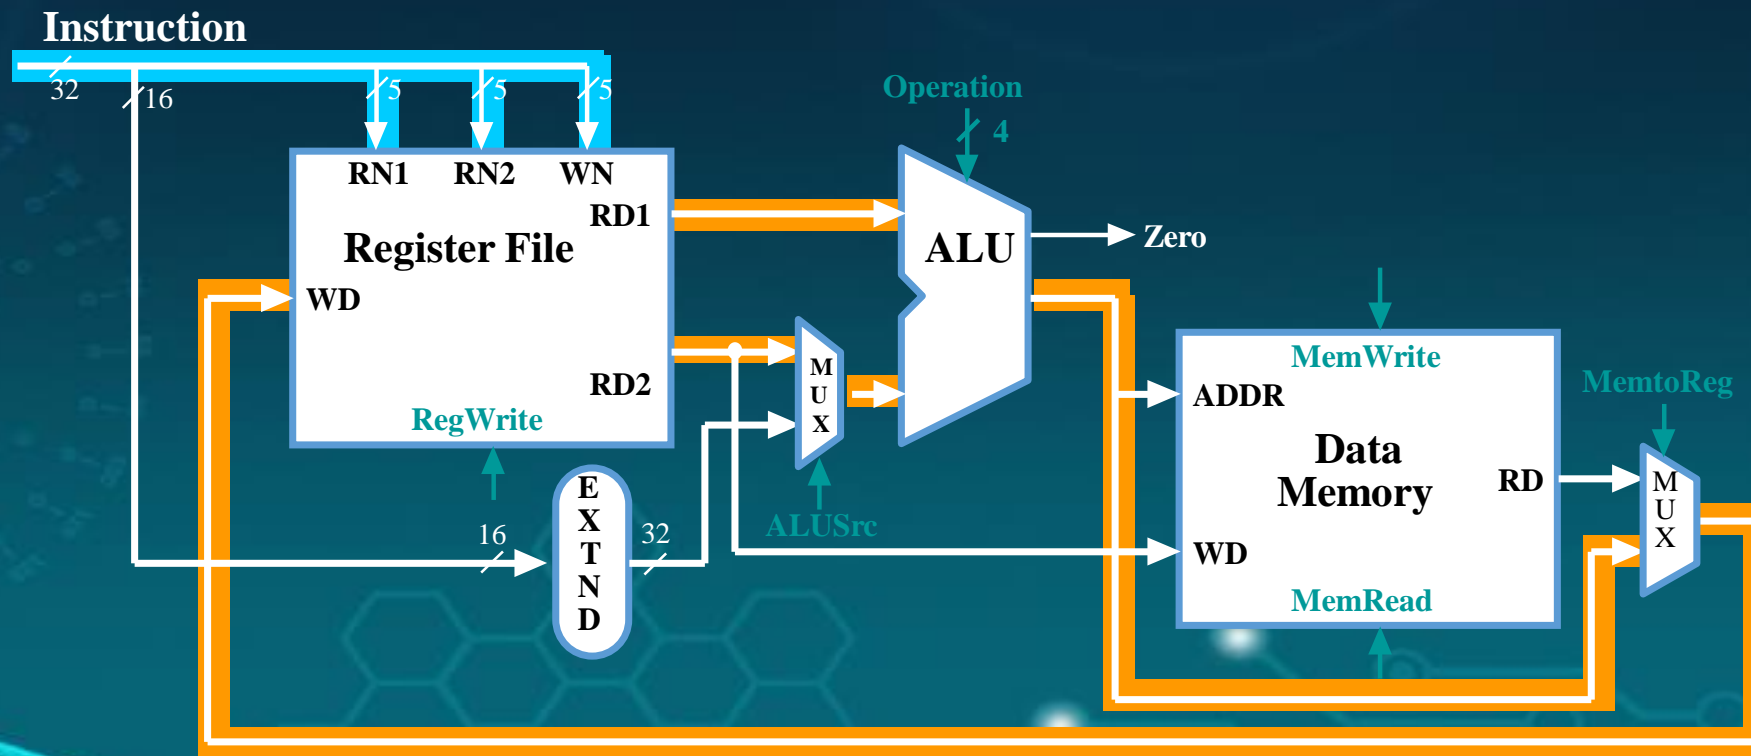 Instruction
32
16
5
5
5
Operation
4
RN1 RN2 WN
RD1
Register File
ALU
Zero
WD
RD2
RegWrite
M
U
X
ALUSrc
E
X
T
N
D
16
32
MemWrite
ADDR
Data
Memory
RD
WD
MemRead
MemtoReg
M
U
X